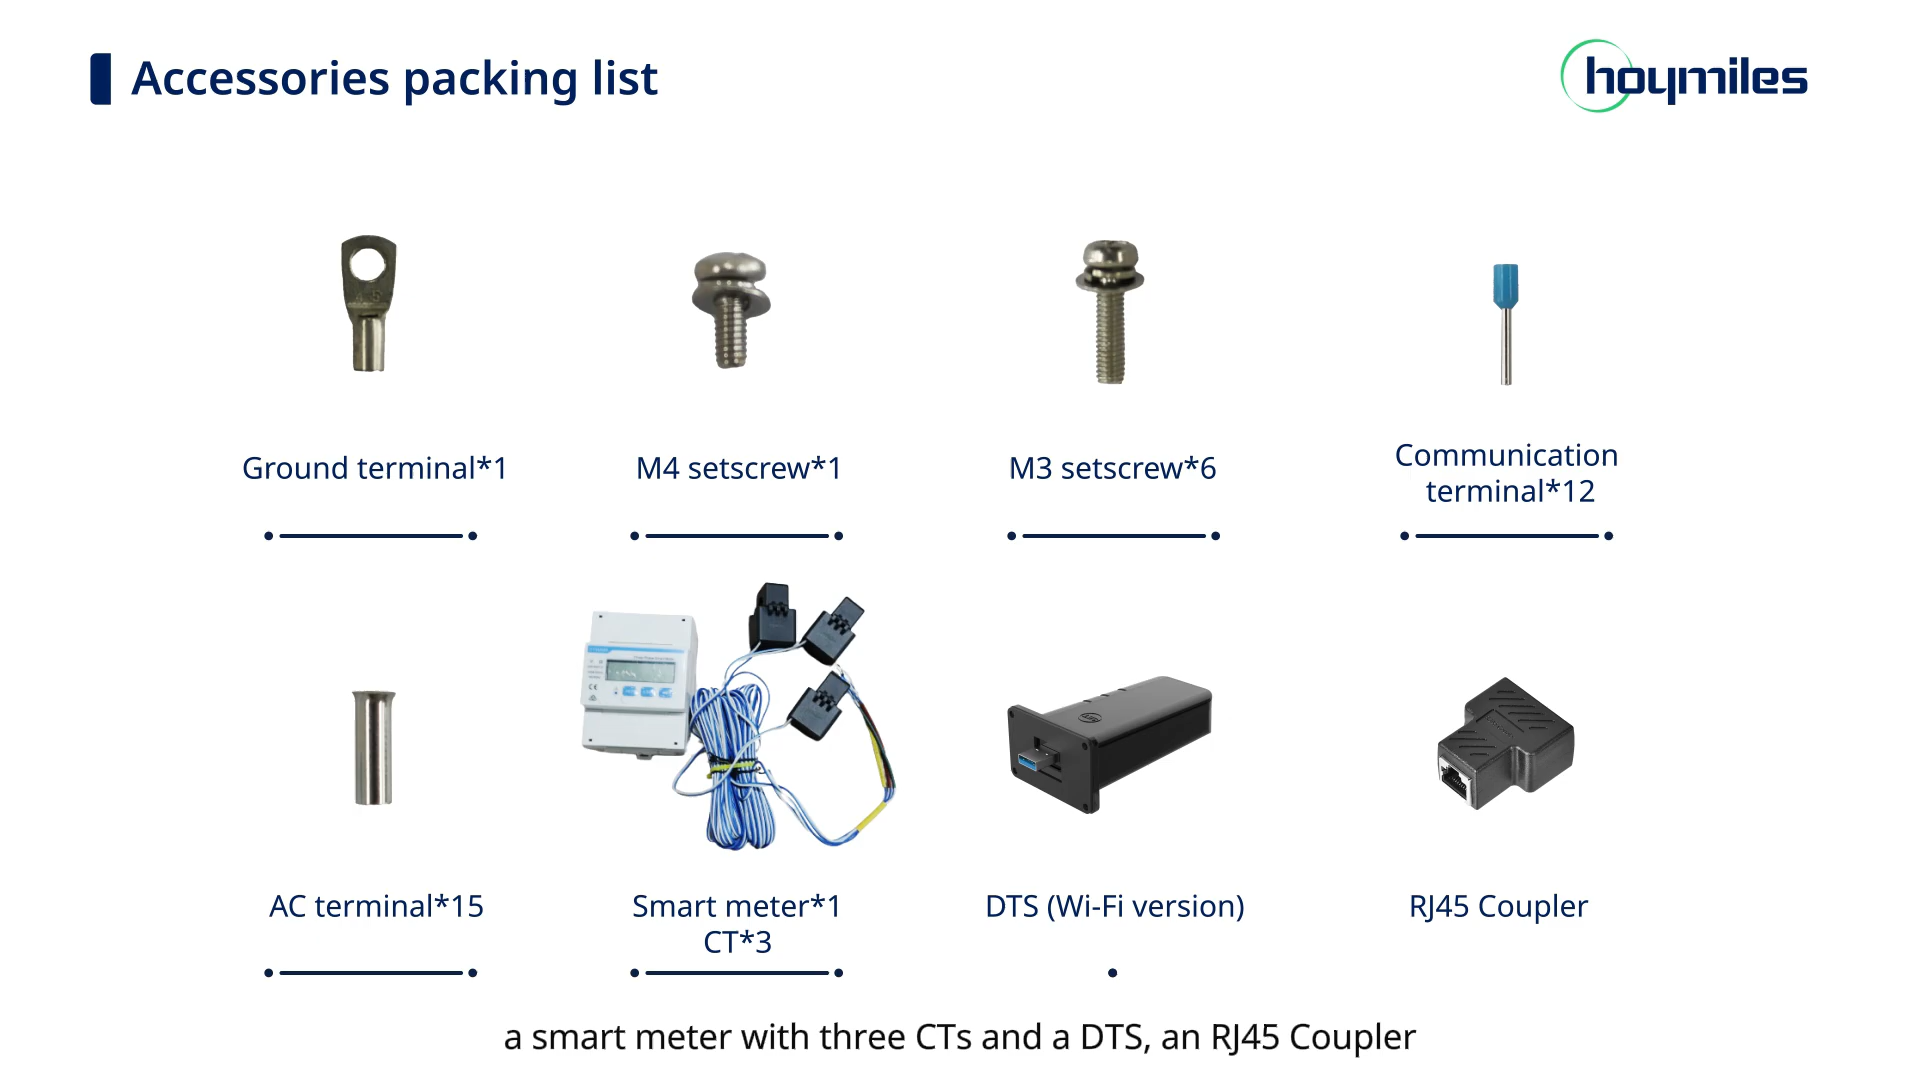 Accessories packing list
hoymiles
Ground terminal*1
M4 setscrew*1
M3 setscrew*6
Communication
terminal*12
AC terminal*15
Smart meter*1
CT*3
DTS (Wi-Fi version)
RJ45 Coupler
a smart meter with three CTs and a DTS, an RJ45 Coupler